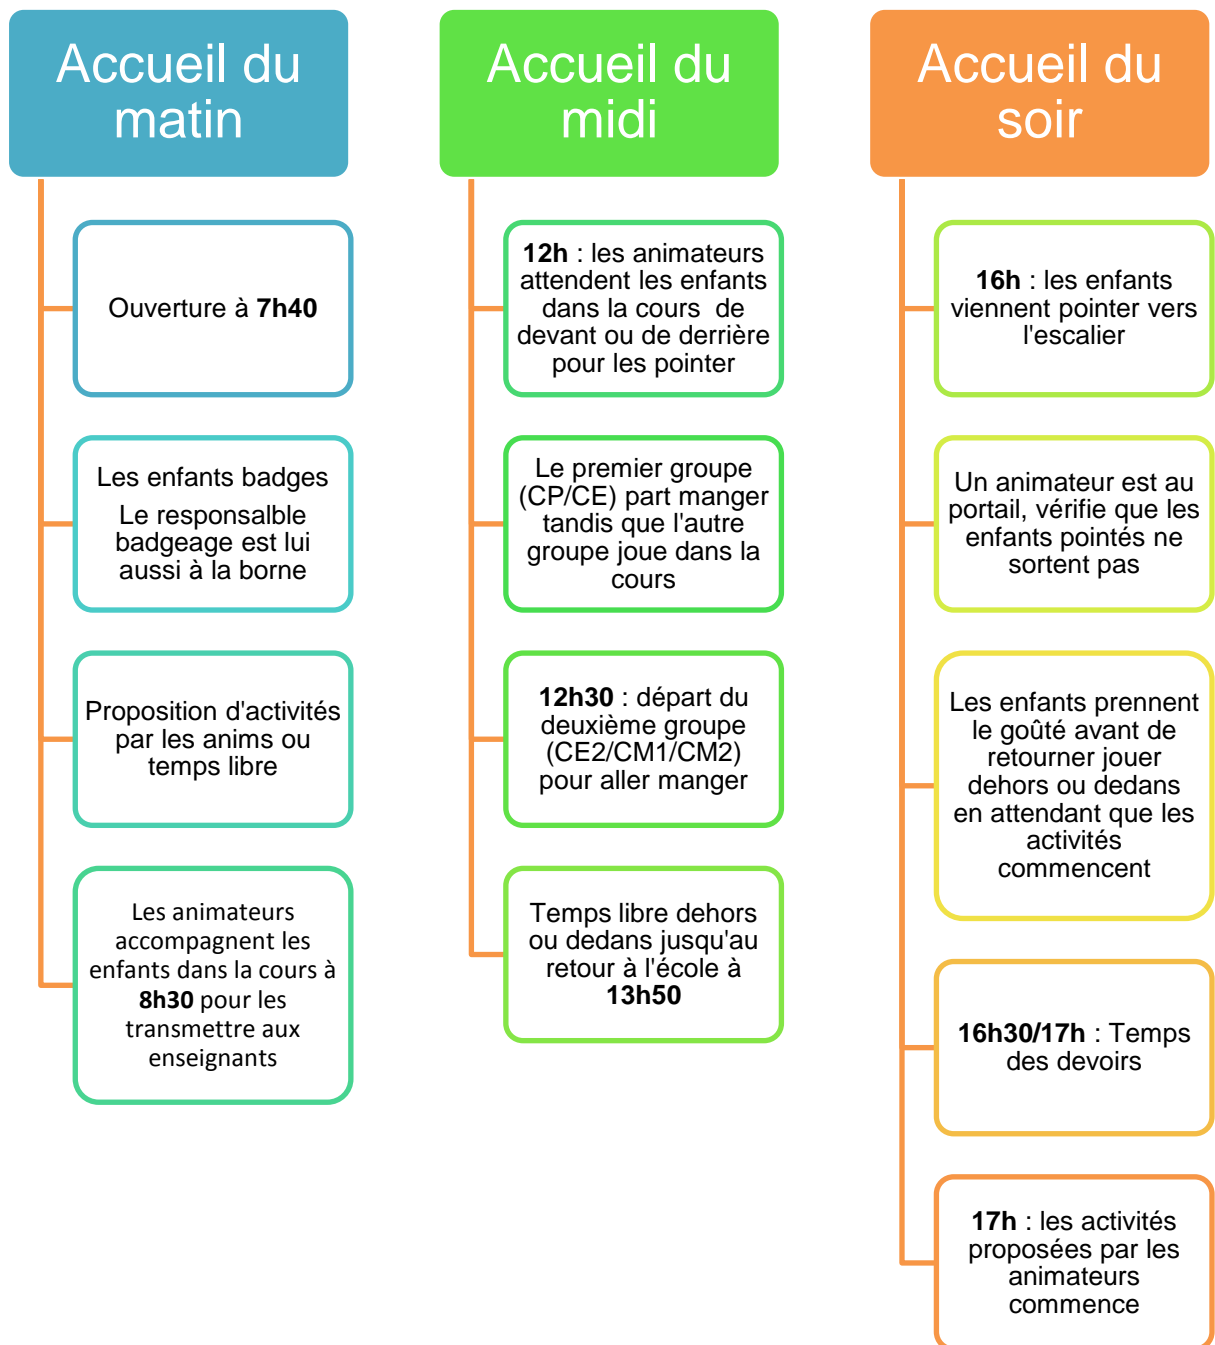 Accueil du
matin
Ouverture à 7h40
Les enfants badges
Le responsalble
badgeage est lui
aussi à la borne
Proposition d'activités
par les anims ou
temps libre
Les animateurs
accompagnent les
enfants dans la cours à
8h30 pour les
transmettre aux
enseignants
Accueil du
midi
12h : les animateurs
attendent les enfants
dans la cours de
devant ou de derrière
pour les pointer
Le premier groupe
(CP/CE) part manger
tandis que l'autre
groupe joue dans la
cours
12h30 : départ du
deuxième groupe
(CE2/CM1/CM2)
pour aller manger
Temps libre dehors
ou dedans jusqu'au
retour à l'école à
13h50
Accueil du
soir
16h : les enfants
viennent pointer vers
l'escalier
Un animateur est au
portail, vérifie que les
enfants pointés ne
sortent pas
Les enfants prennent
le goûté avant de
retourner jouer
dehors ou dedans
en attendant que les
activités
commencent
16h30/17h : Temps
des devoirs
17h : les activités
proposées par les
animateurs
commence